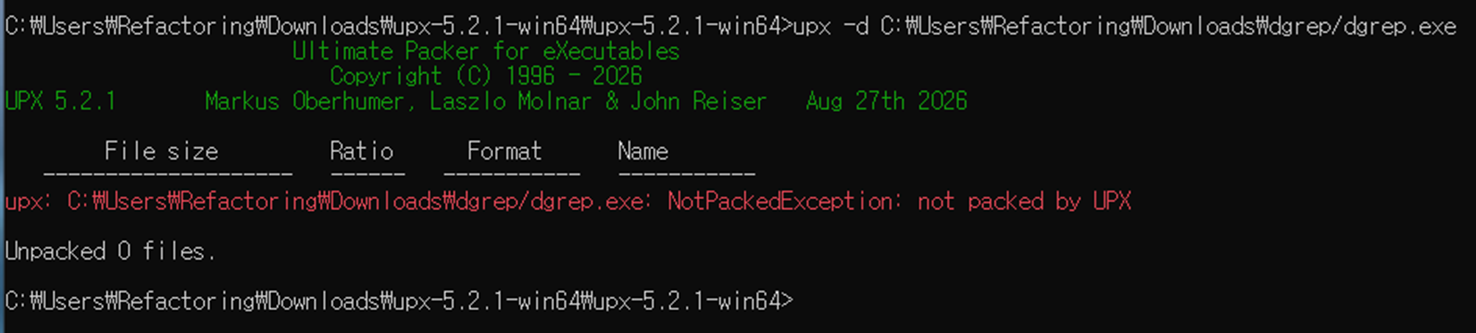 C:₩Users₩Refactoring₩Downloads₩upx-5.2.1-win64₩upx-5.2.1-win64>upx -d C:₩Users₩Refactoring₩Downloads₩dgrep/dgrep.exe
Ultimate Packer for eXecutables
Copyright (C) 1996 - 2026
UPX 5.2.1 Markus Oberhumer, Laszlo Molnar & John Reiser Aug 27th 2026
File size Ratio Format Name
-------------------- ------ ----------- -----------
upx: C:₩Users₩Refactoring₩Downloads₩dgrep/dgrep.exe: NotPackedException: not packed by UPX
Unpacked 0 files.
C:₩Users₩Refactoring₩Downloads₩upx-5.2.1-win64₩upx-5.2.1-win64>